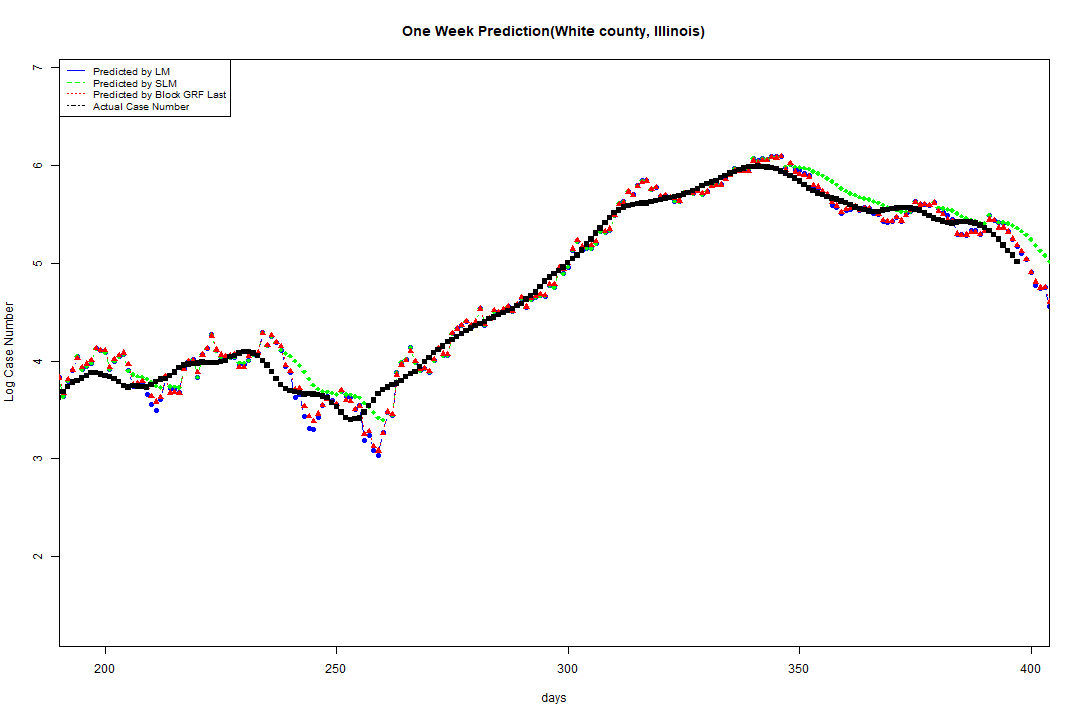 One Week Prediction(White county, Illinois)
Predicted by LM
Predicted by SLM
Predicted by Block GRF Last
Actual Case Number
7
6
5
4
3
2
Log Case Number
200 250 300 350 400
days